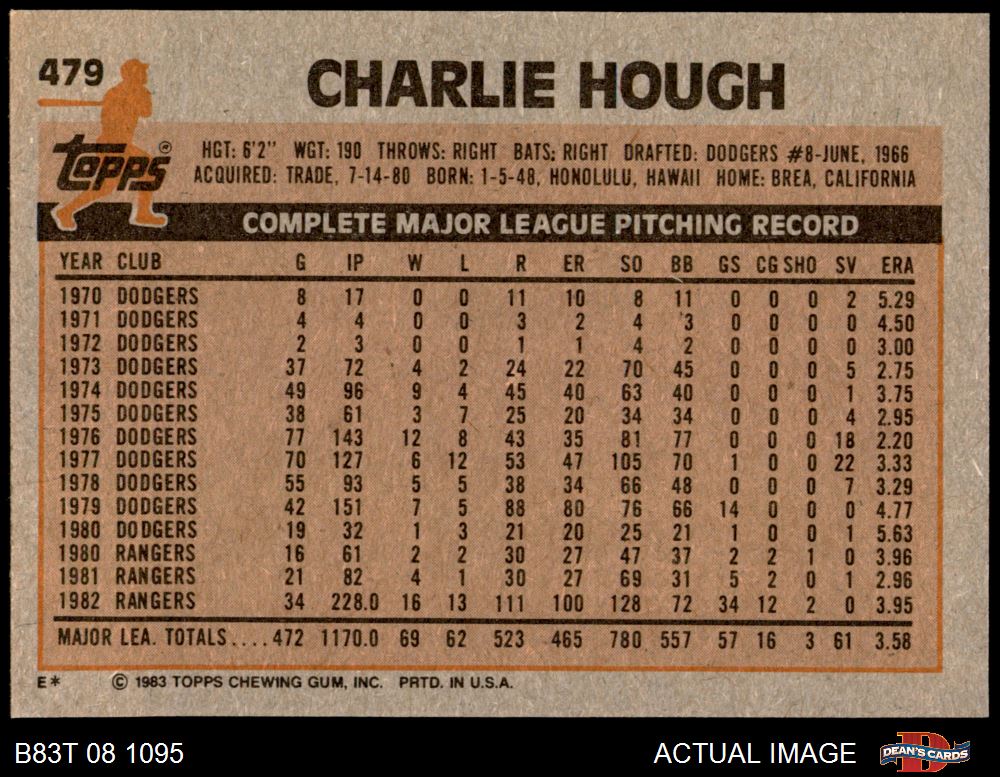 479 CHARLIE HOUGH
topps®
HGT: 6'2" WGT: 190 THROWS: RIGHT BATS: RIGHT DRAFTED: DODGERS #8-JUNE, 1966
ACQUIRED: TRADE, 7-14-80 BORN: 1-5-48, HONOLULU, HAWAII HOME: BREA, CALIFORNIA
COMPLETE MAJOR LEAGUE PITCHING RECORD
YEAR CLUB G IP W L R ER SO BB GS CG SHO SV ERA
1970 DODGERS 8 17 0 0 11 10 8 11 0 0 0 2 5.29
1971 DODGERS 4 4 0 0 3 2 4 3 0 0 0 0 4.50
1972 DODGERS 2 3 0 0 1 1 4 2 0 0 0 0 3.00
1973 DODGERS 37 72 4 2 24 22 70 45 0 0 0 5 2.75
1974 DODGERS 49 96 9 4 45 40 63 40 0 0 0 1 3.75
1975 DODGERS 38 61 3 7 25 20 34 34 0 0 0 4 2.95
1976 DODGERS 77 143 12 8 43 35 81 77 0 0 0 18 2.20
1977 DODGERS 70 127 6 12 53 47 105 70 1 0 0 22 3.33
1978 DODGERS 55 93 5 5 38 34 66 48 0 0 0 7 3.29
1979 DODGERS 42 151 7 5 88 80 76 66 14 0 0 0 4.77
1980 DODGERS 19 32 1 3 21 20 25 21 1 0 0 1 5.63
1980 RANGERS 16 61 2 2 30 27 47 37 2 2 1 0 3.96
1981 RANGERS 21 82 4 1 30 27 69 31 5 2 0 1 2.96
1982 RANGERS 34 228.0 16 13 111 100 128 72 34 12 2 0 3.95
MAJOR LEA. TOTALS....472 1170.0 69 62 523 465 780 557 57 16 3 61 3.58
E* © 1983 TOPPS CHEWING GUM, INC. PRTD. IN U.S.A.
B83T 08 1095 ACTUAL IMAGE DEAN'S CARDS